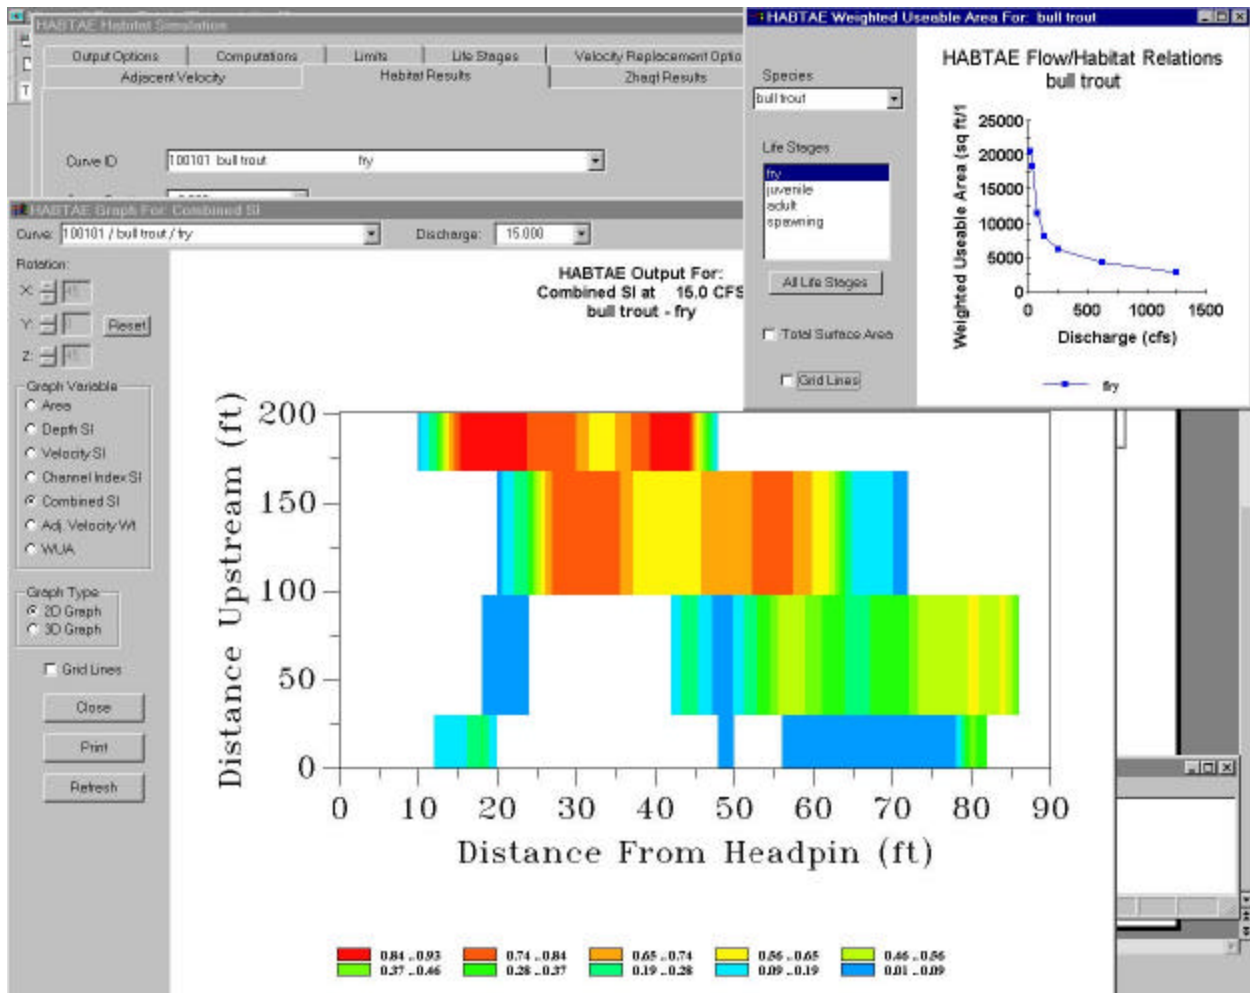 HABTAE Habitat Simulation
Output Options
Computations
Limits
Life Stages
Velocity Replacement Optio
Adjacent Velocity
Habitat Results
Zhaqf Results
Curve ID
100101 bull trout fry
HABTAE Graph For: Combined SI
Curve: 100101 / bull trout / fry
Discharge: 15.000
Rotation:
X: 45
Y: 0
Reset
Z: 45
Graph Variable
Area
Depth SI
Velocity SI
Channel Index SI
Combined SI
Adj. Velocity Wt
WUA
Graph Type
2D Graph
3D Graph
Grid Lines
Close
Print
Refresh
HABTAE Output For:
Combined SI at 15.0 CFS
bull trout - fry
Distance Upstream (ft)
200
150
100
50
0
0 10 20 30 40 50 60 70 80 90
Distance From Headpin (ft)
0.84 .. 0.93 0.74 .. 0.84 0.65 .. 0.74 0.56 .. 0.65 0.46 .. 0.56
0.37 .. 0.46 0.28 .. 0.37 0.19 .. 0.28 0.09 .. 0.19 0.01 .. 0.09
HABTAE Weighted Useable Area For: bull trout
Species
bull trout
Life Stages
fry
juvenile
adult
spawning
All Life Stages
Total Surface Area
Grid Lines
HABTAE Flow/Habitat Relations
bull trout
Weighted Useable Area (sq ft/1
25000
20000
15000
10000
5000
0
0 500 1000 1500
Discharge (cfs)
fry